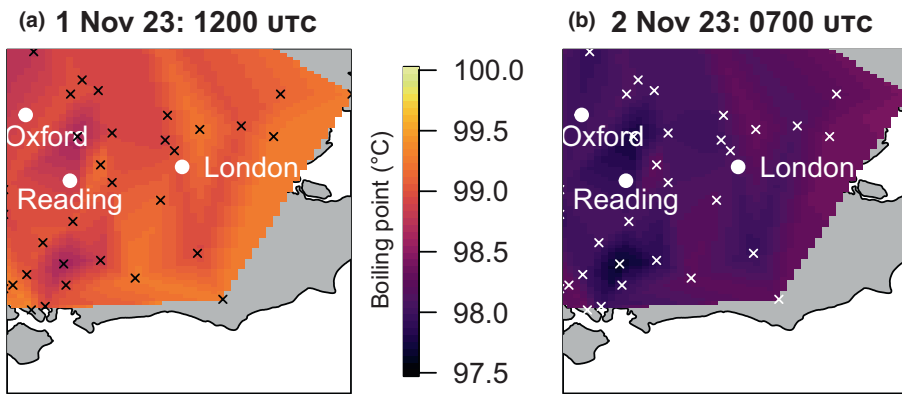 (a) 1 Nov 23: 1200 UTC
Oxford
London
Reading
100.0
99.5
99.0
98.5
98.0
97.5
Boiling point (°C)
(b) 2 Nov 23: 0700 UTC
Oxford
London
Reading